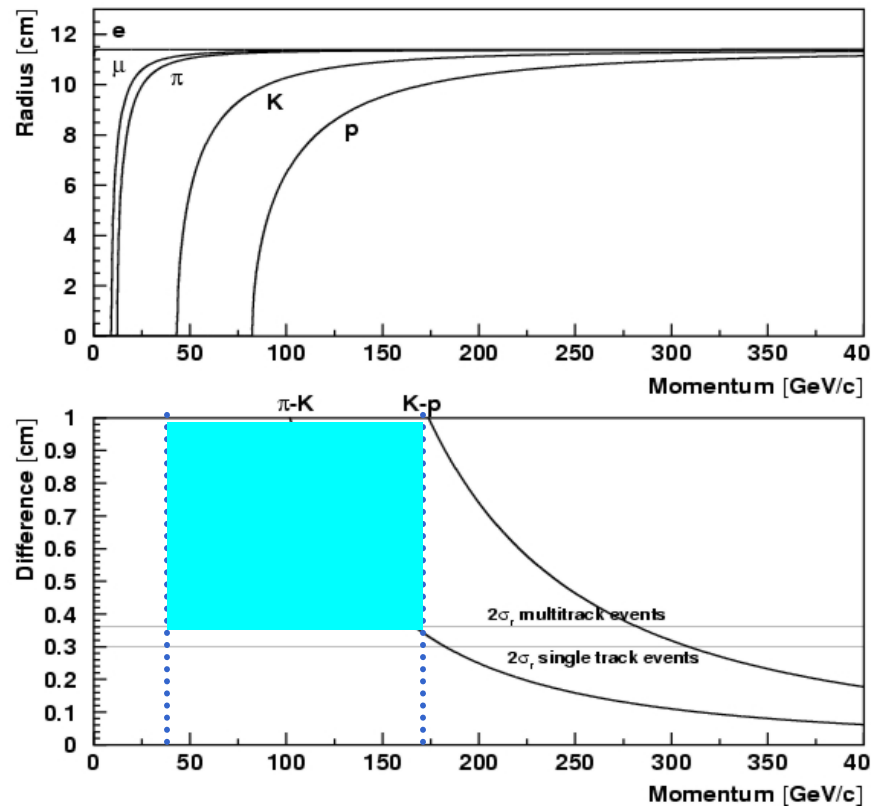 Radius [cm]
12
10
8
6
4
2
0
e
μ
π
K
p
0 50 100 150 200 250 300 350 40
Momentum [GeV/c]
Difference [cm]
π-K K-p
1
0.9
0.8
0.7
0.6
0.5
0.4
0.3
0.2
0.1
0
2σr multitrack events
2σr single track events
0 50 100 150 200 250 300 350 40
Momentum [GeV/c]